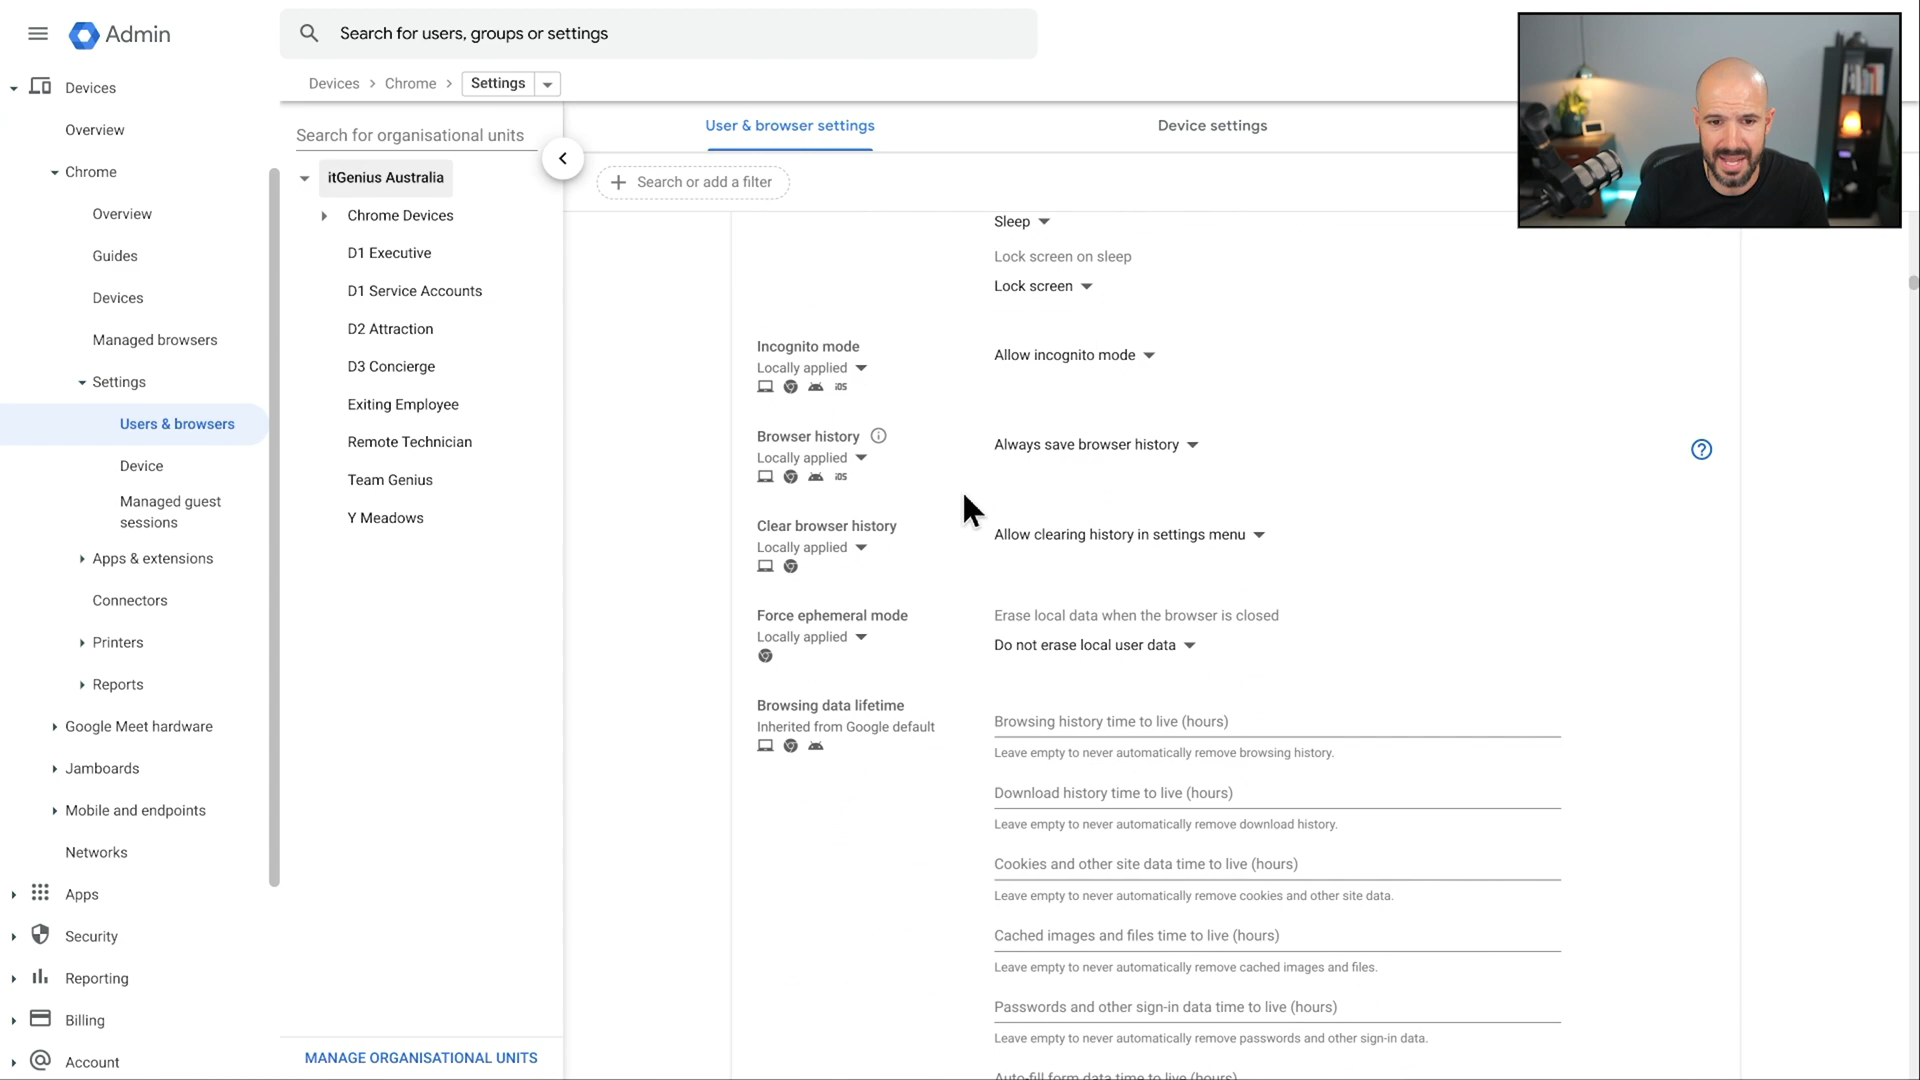 Admin
Search for users, groups or settings
Devices
Overview
Chrome
Overview
Guides
Devices
Managed browsers
Settings
Users & browsers
Device
Managed guest
sessions
Apps & extensions
Connectors
Printers
Reports
Google Meet hardware
Jamboards
Mobile and endpoints
Networks
Apps
Security
Reporting
Billing
Account
Devices > Chrome > Settings
Search for organisational units
itGenius Australia
Chrome Devices
D1 Executive
D1 Service Accounts
D2 Attraction
D3 Concierge
Exiting Employee
Remote Technician
Team Genius
Y Meadows
MANAGE ORGANISATIONAL UNITS
User & browser settings
Device settings
Search or add a filter
Sleep
Lock screen on sleep
Lock screen
Incognito mode
Locally applied
iOS
Allow incognito mode
Browser history
Locally applied
iOS
Always save browser history
Clear browser history
Locally applied
Allow clearing history in settings menu
Force ephemeral mode
Locally applied
Erase local data when the browser is closed
Do not erase local user data
Browsing data lifetime
Inherited from Google default
Browsing history time to live (hours)
Leave empty to never automatically remove browsing history.
Download history time to live (hours)
Leave empty to never automatically remove download history.
Cookies and other site data time to live (hours)
Leave empty to never automatically remove cookies and other site data.
Cached images and files time to live (hours)
Leave empty to never automatically remove cached images and files.
Passwords and other sign-in data time to live (hours)
Leave empty to never automatically remove passwords and other sign-in data.
Auto-fill form data time to live (hours)